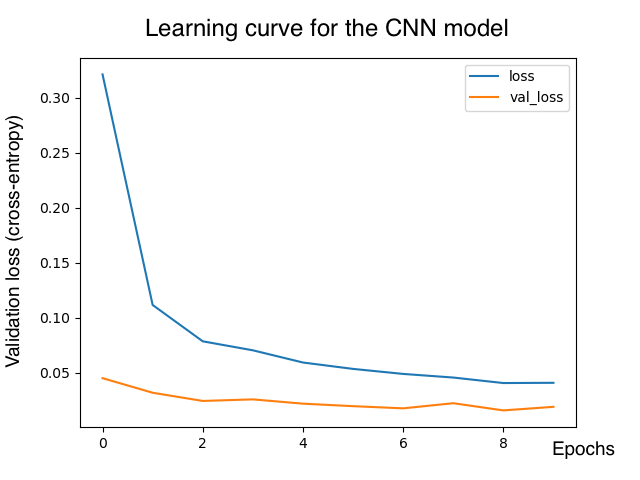 Learning curve for the CNN model
loss
val_loss
Validation loss (cross-entropy)
0.30
0.25
0.20
0.15
0.10
0.05
0 2 4 6 8
Epochs